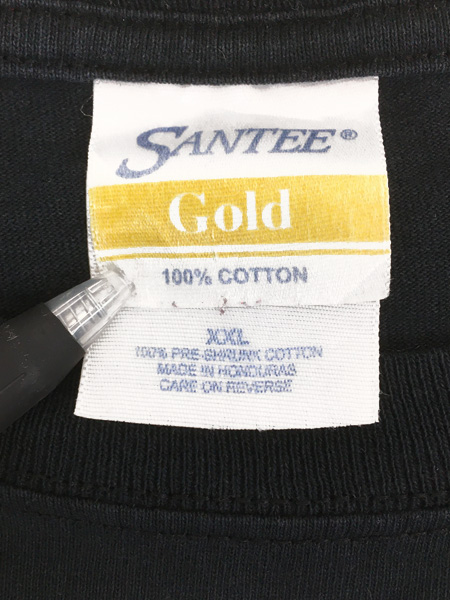 SANTEE®
Gold
100% COTTON
XXL
100% PRE-SHRUNK COTTON
MADE IN HONDURAS
CARE ON REVERSE